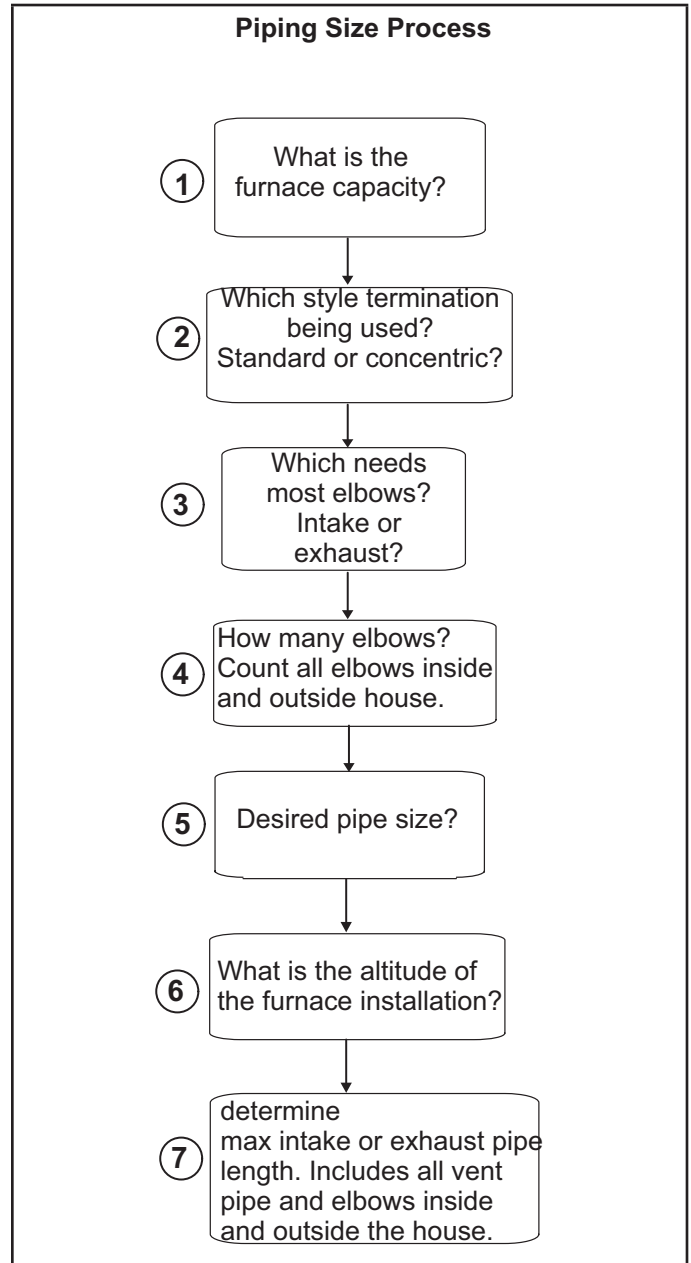 Piping Size Process
1
What is the
furnace capacity?
2
Which style termination
being used?
Standard or concentric?
3
Which needs
most elbows?
Intake or
exhaust?
4
How many elbows?
Count all elbows inside
and outside house.
5
Desired pipe size?
6
What is the altitude of
the furnace installation?
7
determine
max intake or exhaust pipe
length. Includes all vent
pipe and elbows inside
and outside the house.